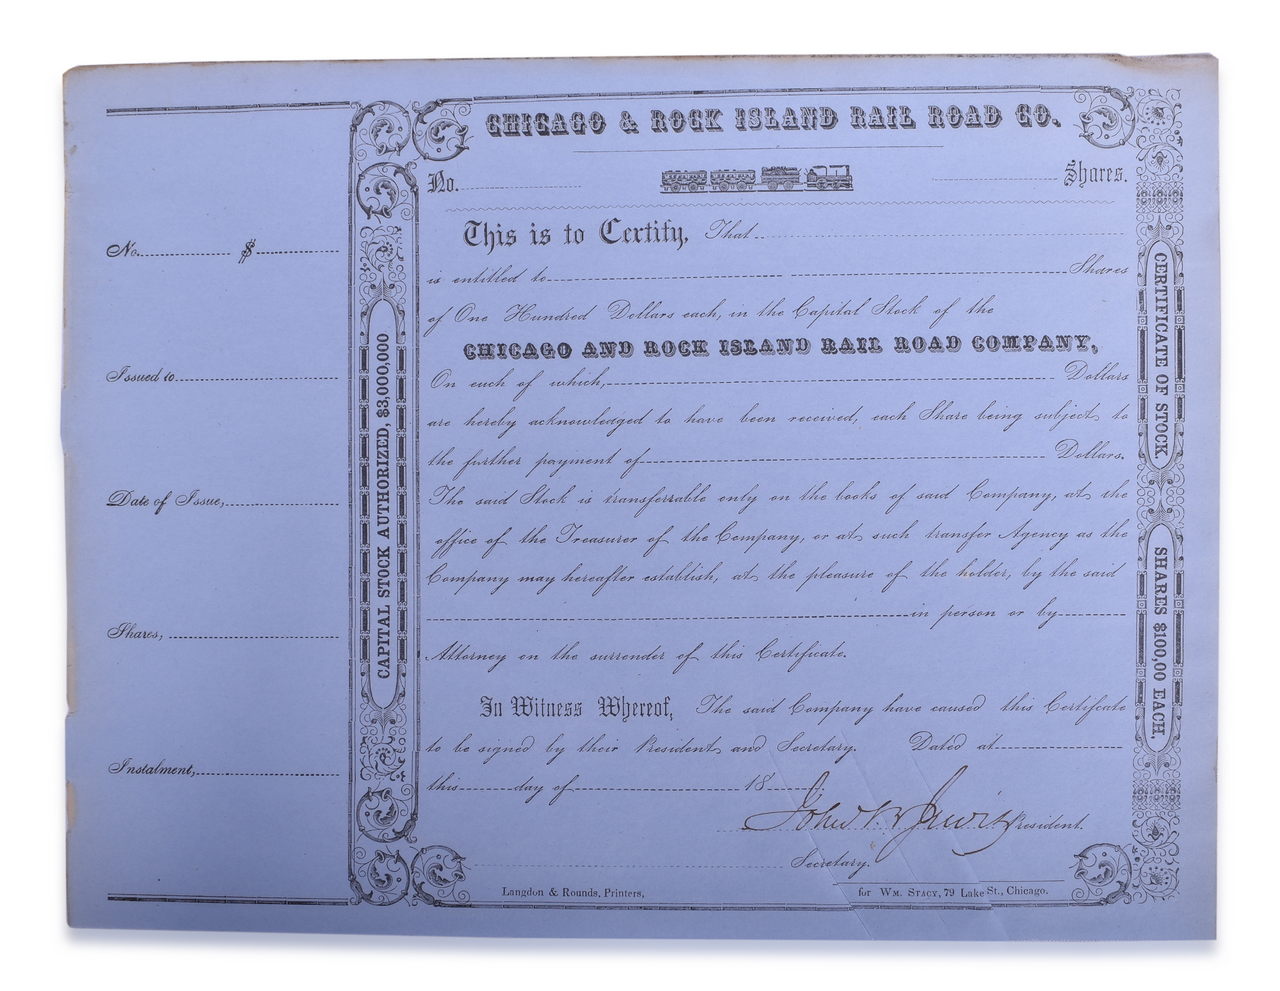 CHICAGO & ROCK ISLAND RAIL ROAD CO.
No. Shares.
This is to Certify, That
is entitled to Shares
of One Hundred Dollars each, in the Capital Stock of the
CHICAGO AND ROCK ISLAND RAIL ROAD COMPANY,
On each of which, Dollars
are hereby acknowledged to have been received, each Share being subject to
the further payment of Dollars.
The said Stock is transferrable only on the books of said Company, at the
office of the Treasurer of the Company, or at such transfer Agency as the
Company may hereafter establish, at the pleasure of the holder, by the said
in person or by
Attorney on the surrender of this Certificate.
In Witness Whereof, The said Company have caused this Certificate
to be signed by their President and Secretary. Dated at
this day of 18
John President.
Secretary.
Langdon & Rounds, Printers, for WM. STACY, 79 Lake St., Chicago.
No. $
Issued to
Date of Issue,
Shares,
Instalment,
CAPITAL STOCK AUTHORIZED, $3,000,000
CERTIFICATE OF STOCK
SHARES $100,00 EACH,